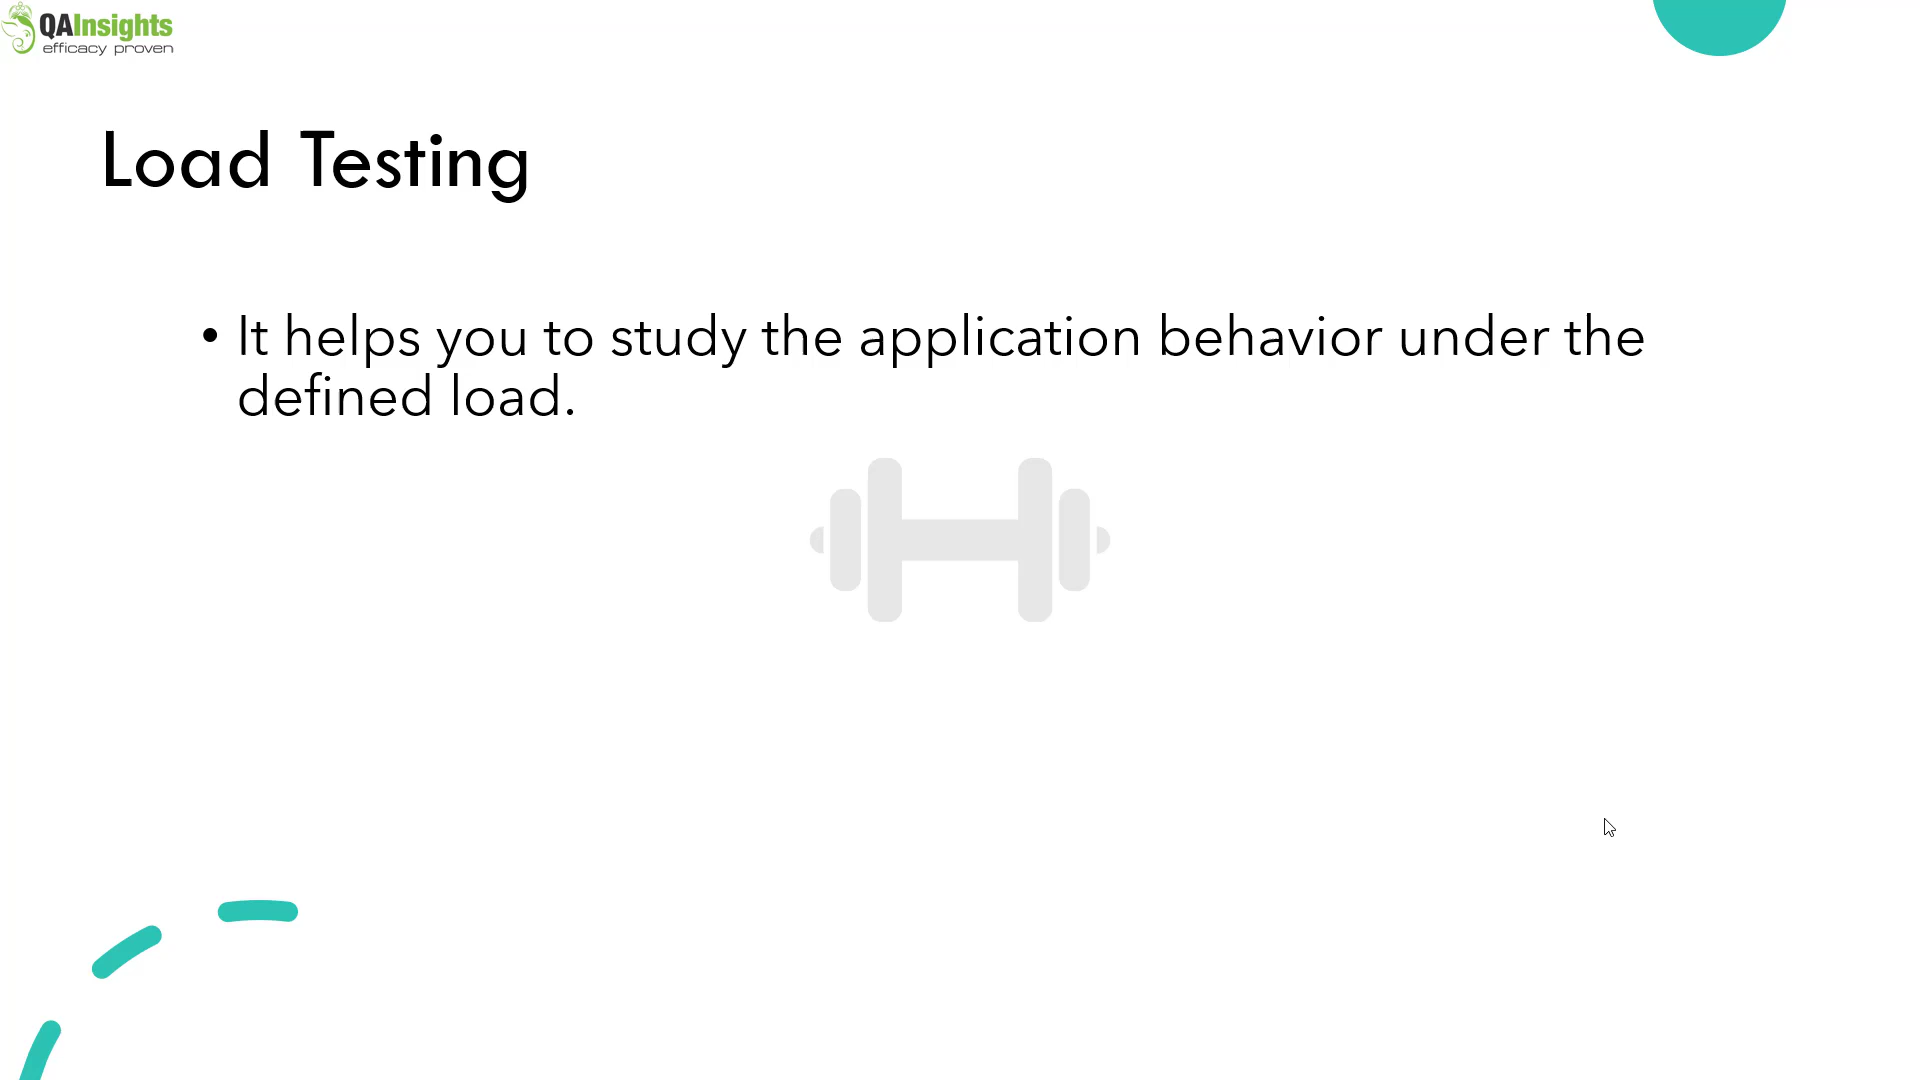 QAInsights
efficacy proven
Load Testing
• It helps you to study the application behavior under the
defined load.